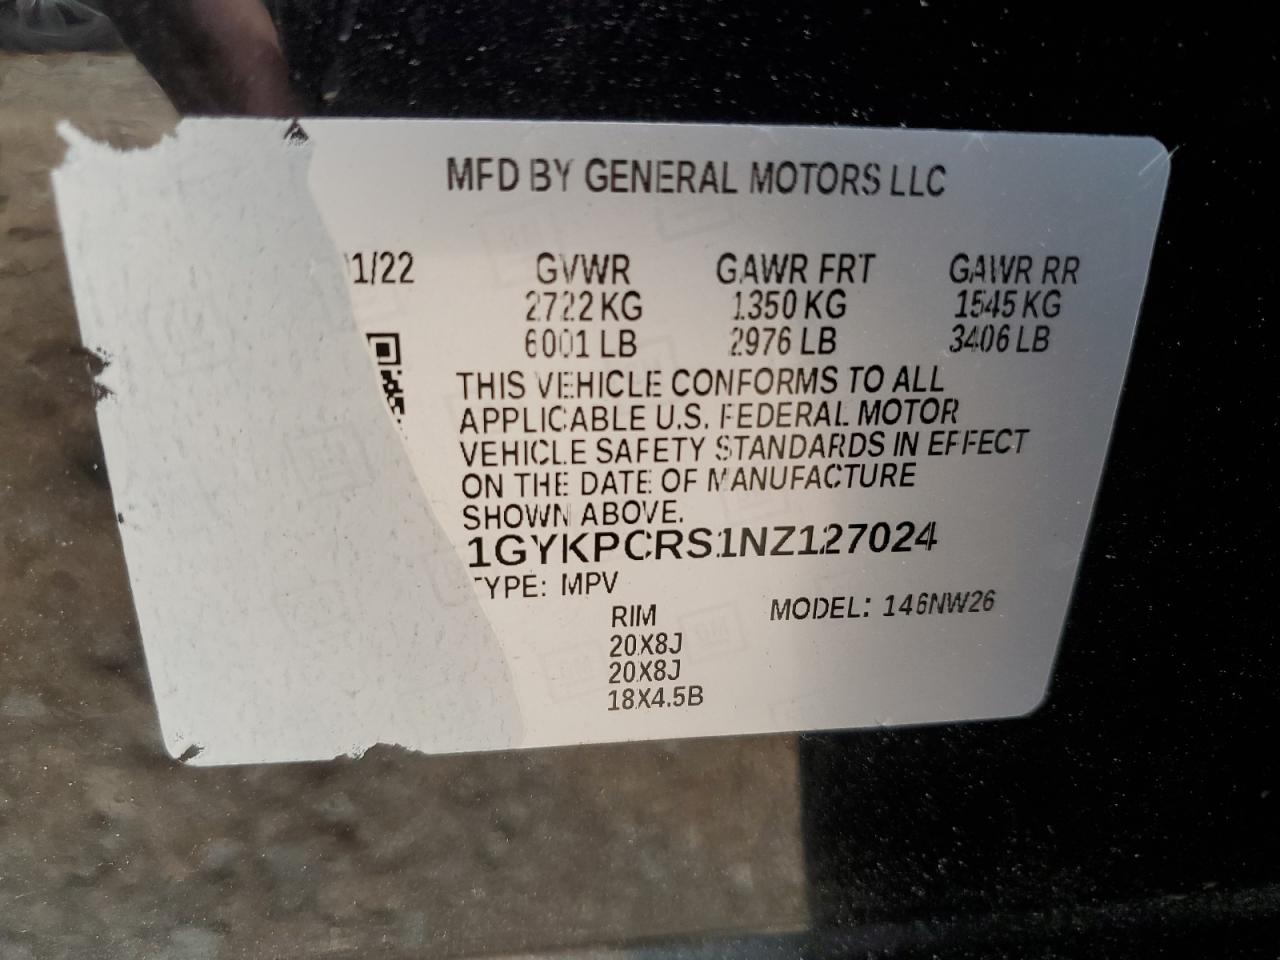 MFD BY GENERAL MOTORS LLC
1/22 GVWR GAWR FRT GAWR RR
2722 KG 1350 KG 1545 KG
6001 LB 2976 LB 3406 LB
THIS VEHICLE CONFORMS TO ALL
APPLICABLE U.S. FEDERAL MOTOR
VEHICLE SAFETY STANDARDS IN EFFECT
ON THE DATE OF MANUFACTURE
SHOWN ABOVE.
1GYKPCRS1NZ127024
TYPE: MPV
RIM MODEL: 146NW26
20X8J
20X8J
18X4.5B